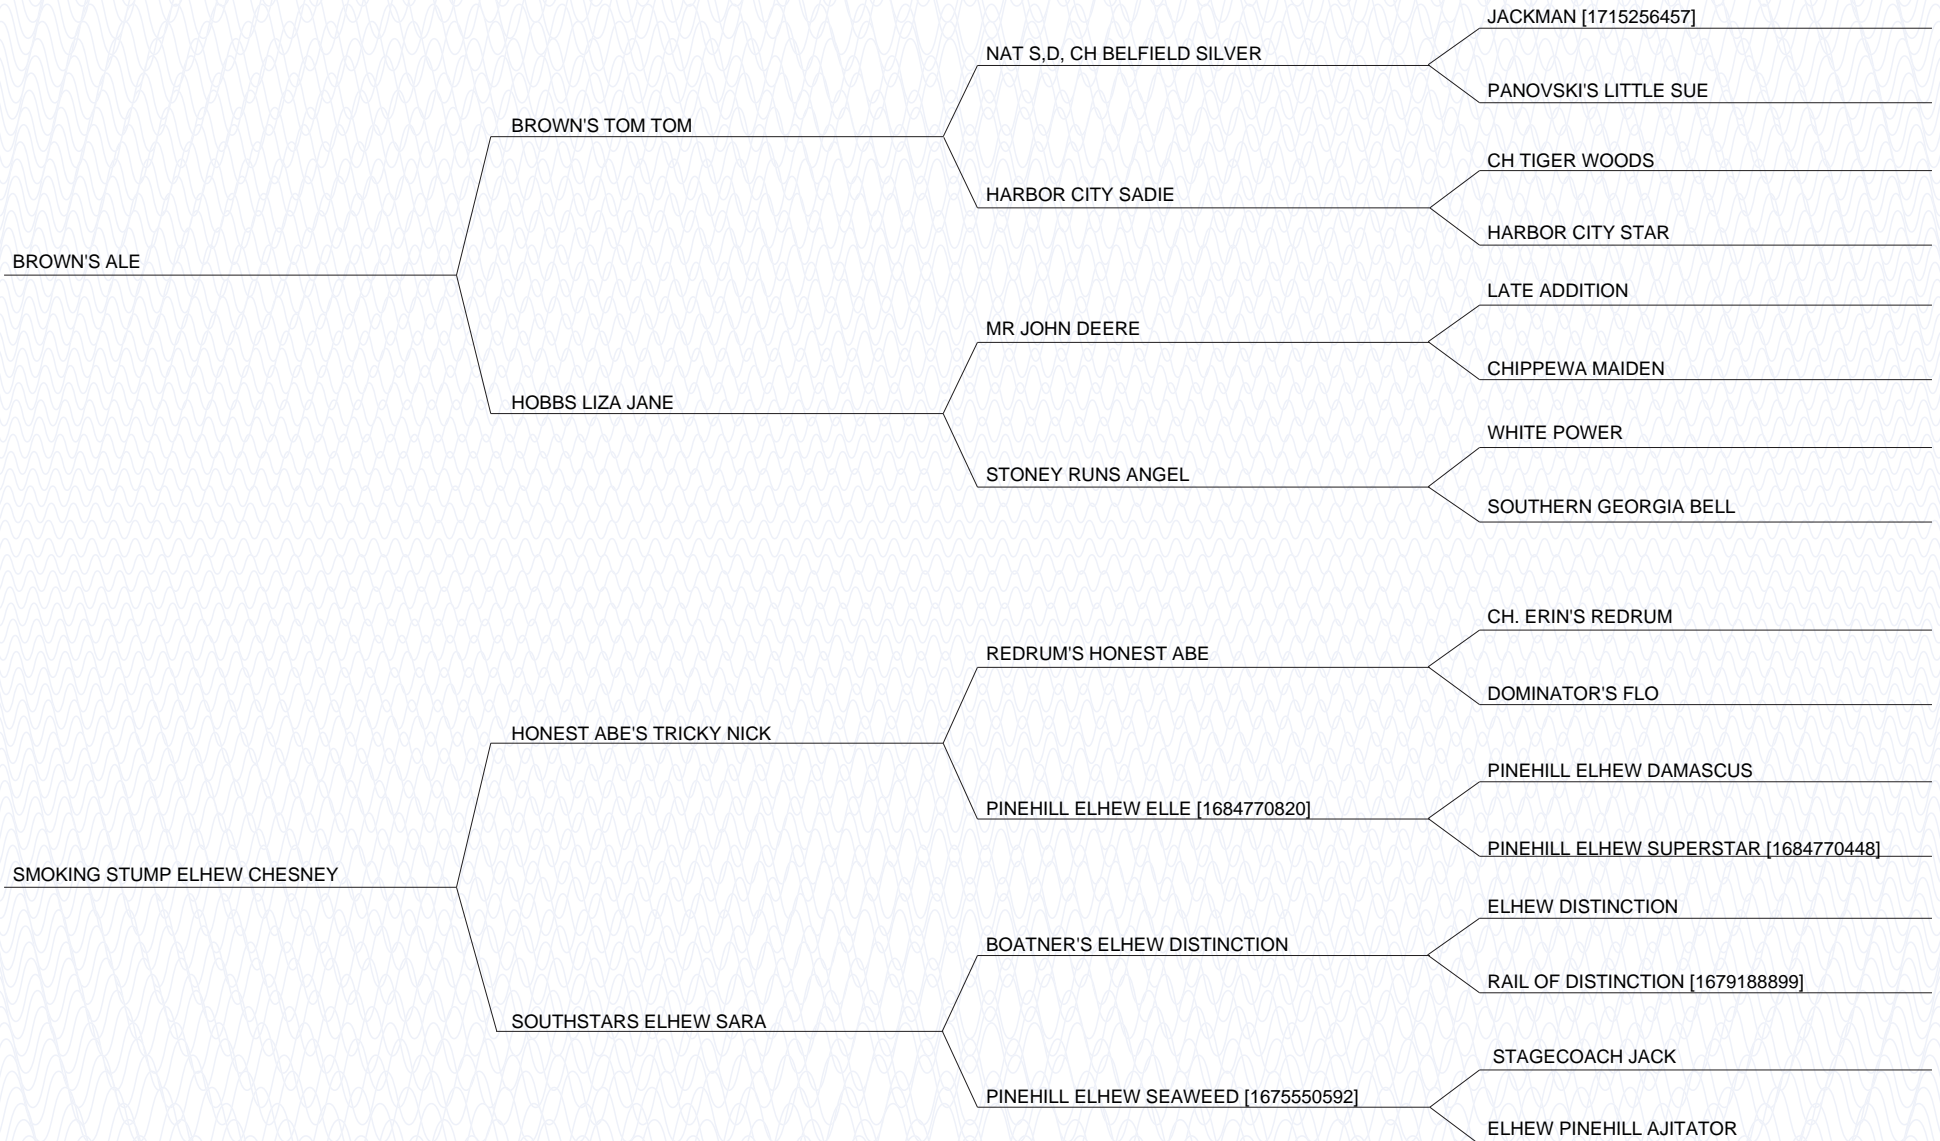 JACKMAN [1715256457]
NAT S,D, CH BELFIELD SILVER
PANOVSKI'S LITTLE SUE
BROWN'S TOM TOM
CH TIGER WOODS
HARBOR CITY SADIE
HARBOR CITY STAR
BROWN'S ALE
LATE ADDITION
MR JOHN DEERE
CHIPPEWA MAIDEN
HOBBS LIZA JANE
WHITE POWER
STONEY RUNS ANGEL
SOUTHERN GEORGIA BELL
CH. ERIN'S REDRUM
REDRUM'S HONEST ABE
DOMINATOR'S FLO
HONEST ABE'S TRICKY NICK
PINEHILL ELHEW DAMASCUS
PINEHILL ELHEW ELLE [1684770820]
PINEHILL ELHEW SUPERSTAR [1684770448]
SMOKING STUMP ELHEW CHESNEY
ELHEW DISTINCTION
BOATNER'S ELHEW DISTINCTION
RAIL OF DISTINCTION [1679188899]
SOUTHSTARS ELHEW SARA
STAGECOACH JACK
PINEHILL ELHEW SEAWEED [1675550592]
ELHEW PINEHILL AJITATOR